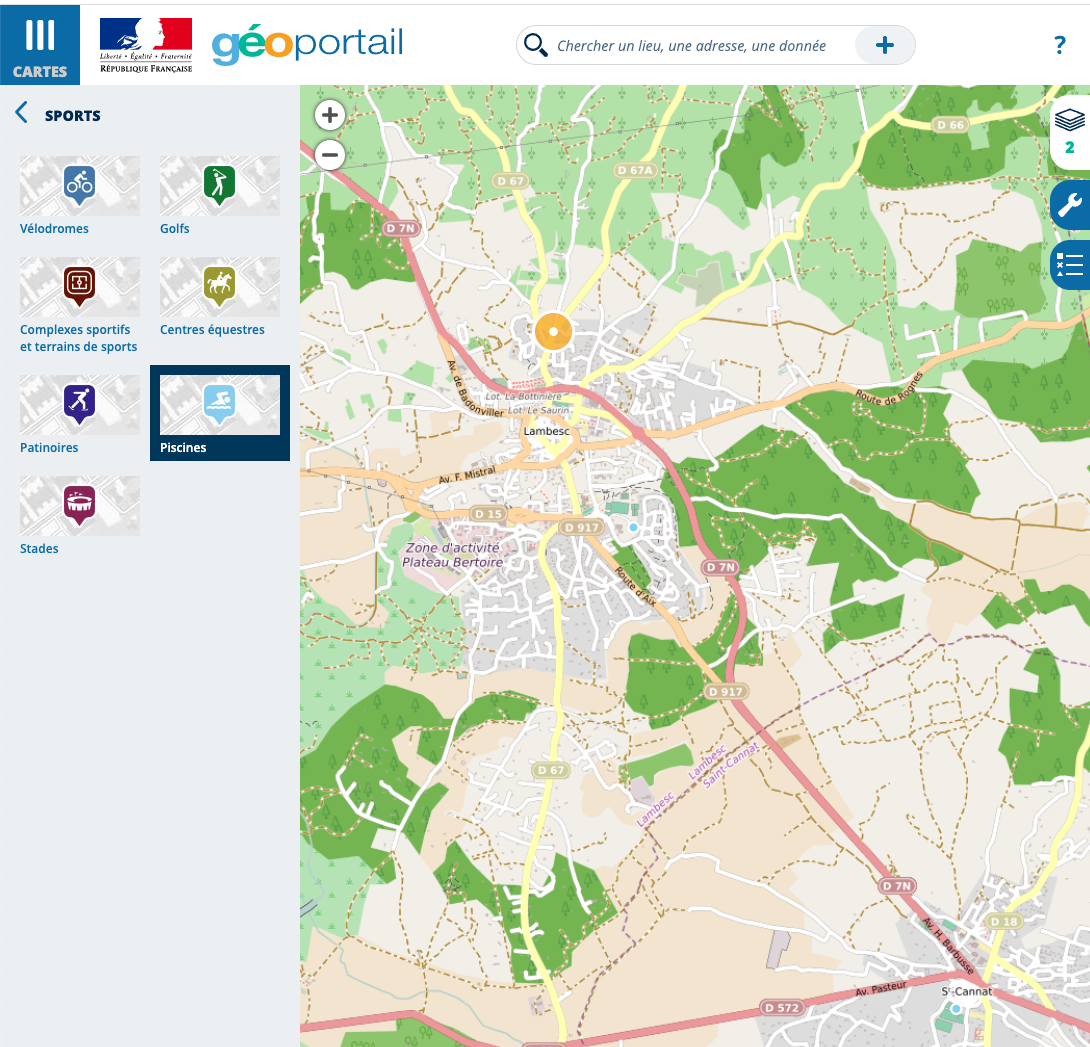 CARTES
Liberté • Égalité • Fraternité
RÉPUBLIQUE FRANÇAISE
géoportail
Chercher un lieu, une adresse, une donnée
+
?
SPORTS
Vélodromes
Golfs
Complexes sportifs
et terrains de sports
Centres équestres
Patinoires
Piscines
Stades
+
−
2
D 66
D 67
D 67A
D 7N
Av. de Badonviller
Route de Rognes
Lot. La Bottinière
Lot. Le Saurin
Lambesc
Av. F. Mistral
D 15
D 917
Zone d'activité
Plateau Bertoire
D 7N
Route d'Aix
D 917
Lambesc
Saint-Cannat
D 67
Lambesc
D 7N
D 18
Av. H. Barbusse
Av. Pasteur
St-Cannat
D 572